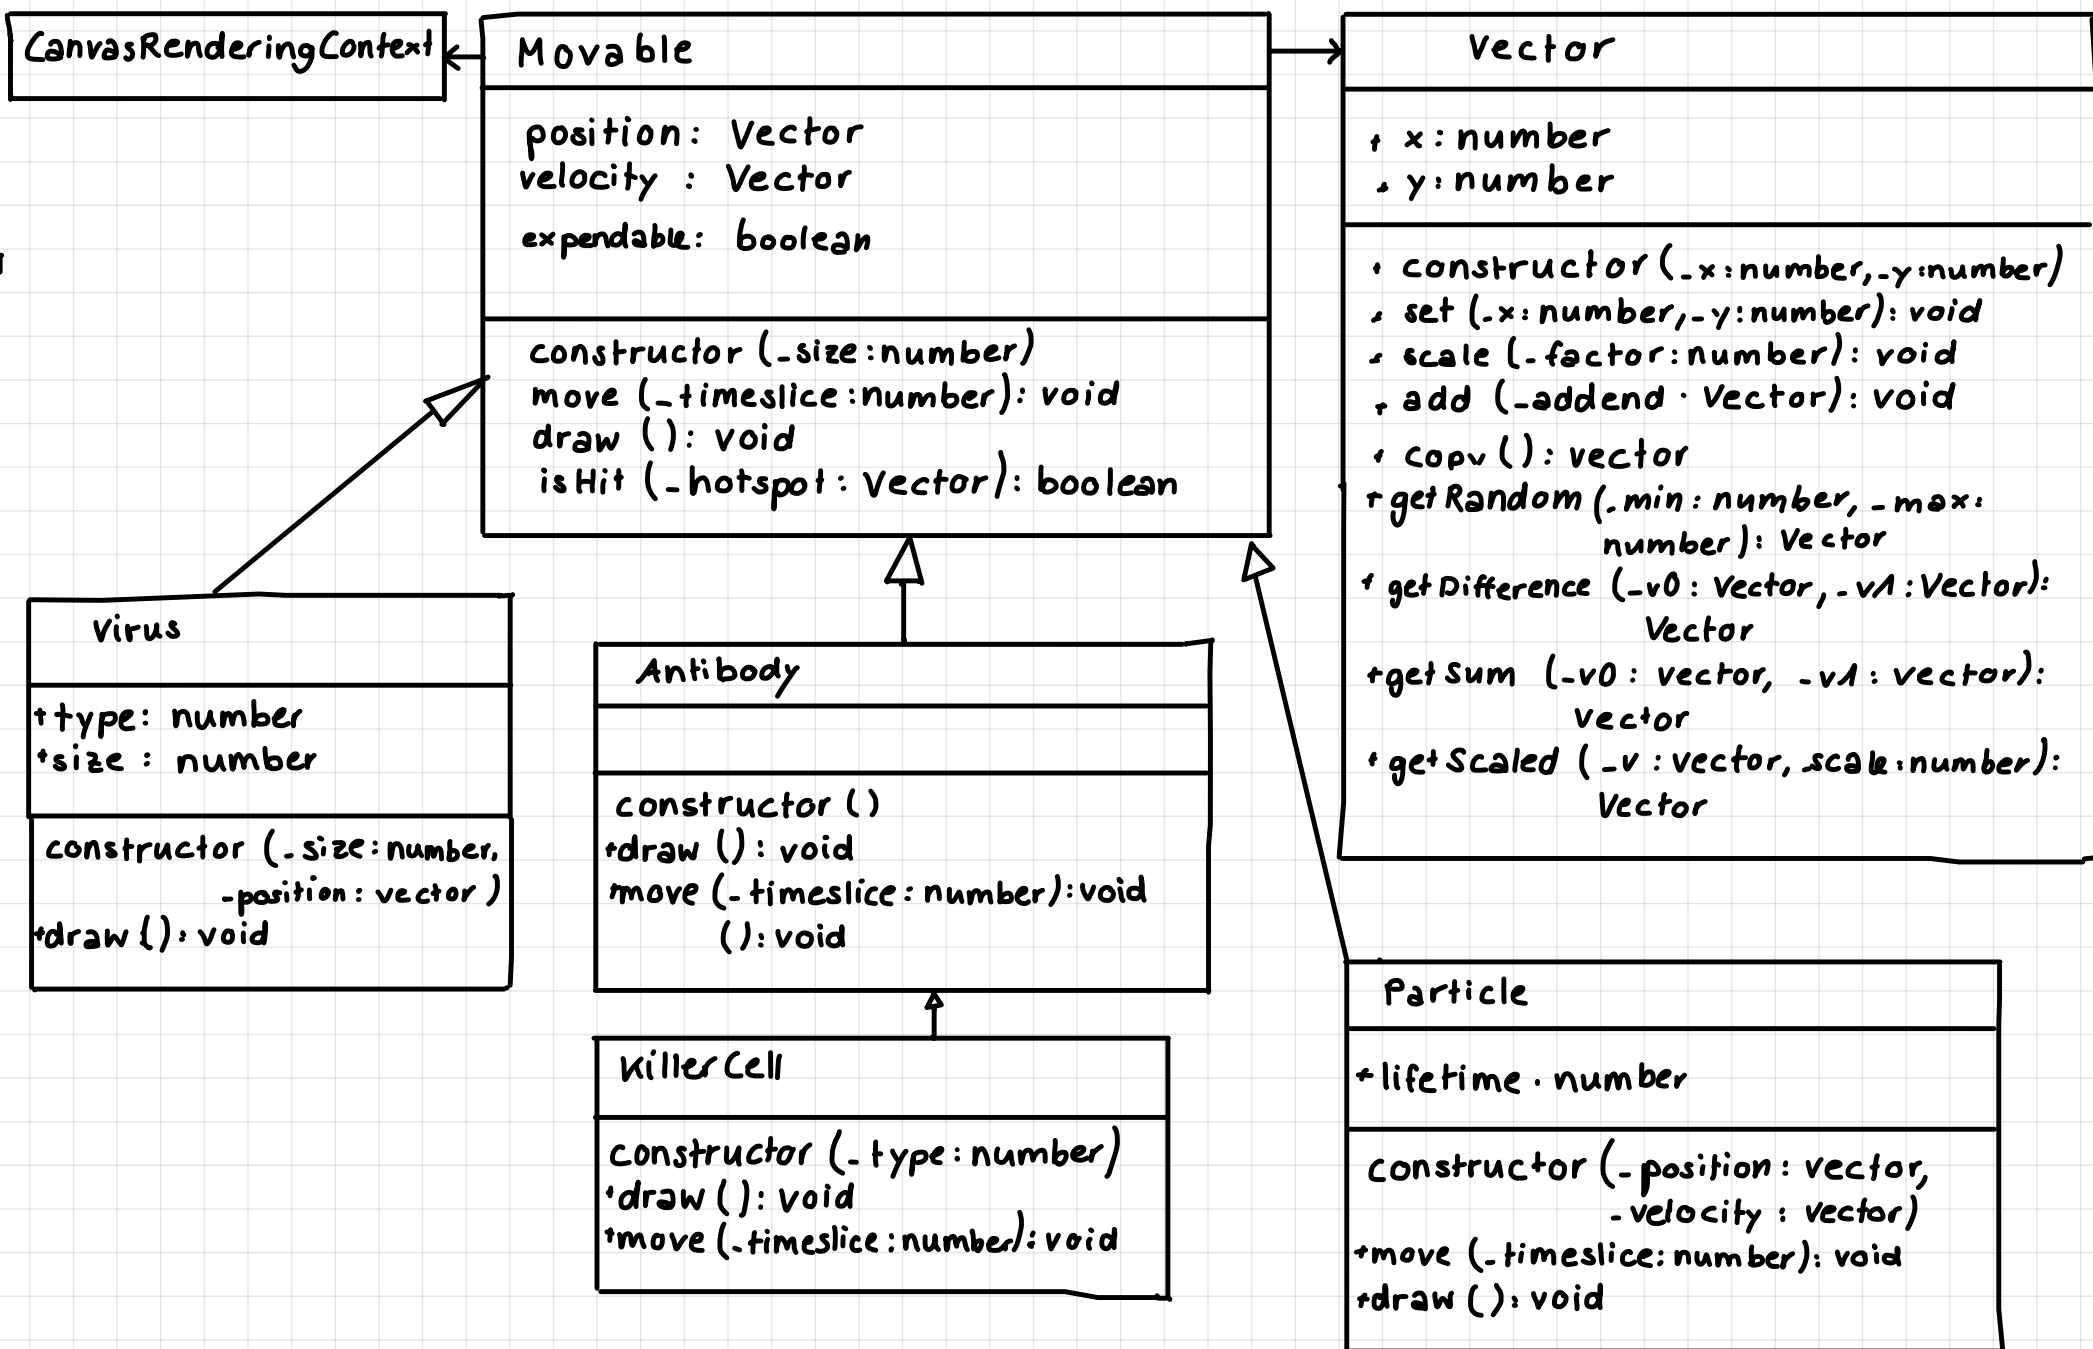 CanvasRenderingContext
Movable
position: Vector
velocity : Vector
expendable: boolean
constructor (_size:number)
move (_timeslice:number): void
draw (): void
isHit (_hotspot: Vector): boolean
Vector
+ x: number
+ y: number
+ constructor (_x:number,_y:number)
+ set (_x:number,_y:number): void
+ scale (_factor:number): void
+ add (_addend . Vector): void
+ copy (): vector
+ getRandom (_min: number, _max:
number): Vector
+ getDifference (_v0: Vector, _v1: Vector):
Vector
+getSum (_v0: vector, _v1: vector):
Vector
+ getScaled (_v: vector, _scale:number):
Vector
Virus
+type: number
+size : number
constructor (_size:number,
_position: vector)
+draw (): void
Antibody
constructor ()
+draw (): void
+move (_timeslice: number): void
(): void
KillerCell
constructor (_type: number)
+draw (): void
+move (_timeslice: number): void
Particle
+ lifetime . number
constructor (_position: vector,
_velocity: vector)
+move (_timeslice: number): void
+draw (): void